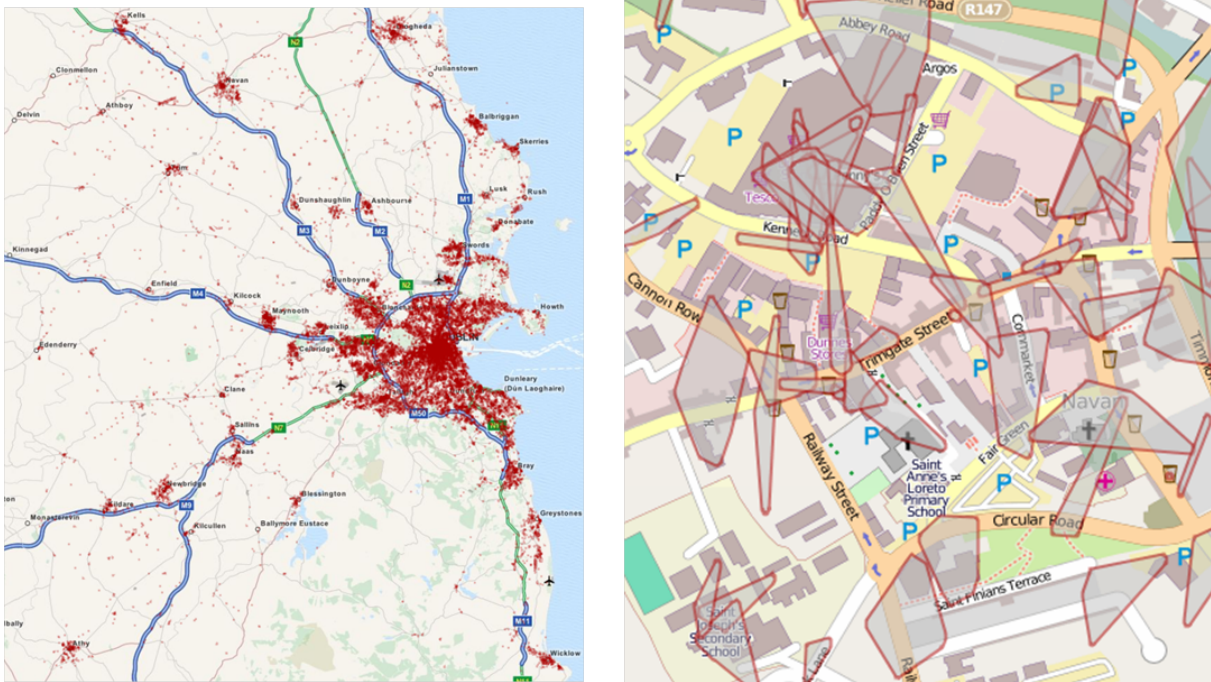 Kells
N2
Clonmellon
Julianstown
Navan
Delvin
Athboy
Balbriggan
Skerries
Trim
Lusk
Rush
Dunshaughlin
Ashbourne
M1
Donabate
M3
M2
Swords
Kinnegad
Dunboyne
Enfield
N2
M4
Kilcock
Howth
Maynooth
Edenderry
Celbridge
Dunleary
(Dún Laoghaire)
Clane
M50
Sallins
N7
Naas
Bray
Newbridge
Blessington
Kildare
M9
Greystones
Monasterevin
Kilcullen
Ballymore Eustace
M11
Athy
Wicklow
R147
Road
Abbey Road
P
Argos
P
P
P
P
P
Tesco
P
Kennedy Road
P
P
P
P
Cannon Row
P
Dunnes
Stores
Trimgate Street
Cornmarket
P
Navan
P
Railway Street
Fair Green
Saint
Anne's
Loreto
Primary
School
P
P
Circular Road
P
Saint Finians Terrace
Saint
Joseph's
Secondary
School
Lane